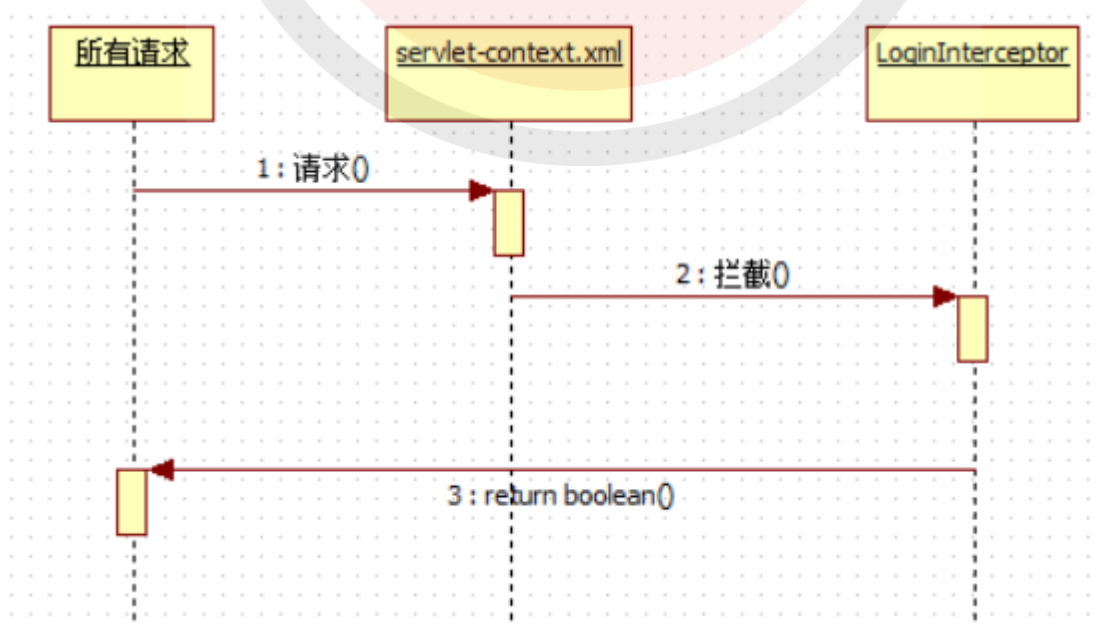 所有请求
servlet-context.xml
LoginInterceptor
1 : 请求()
2 : 拦截()
3 : return boolean()